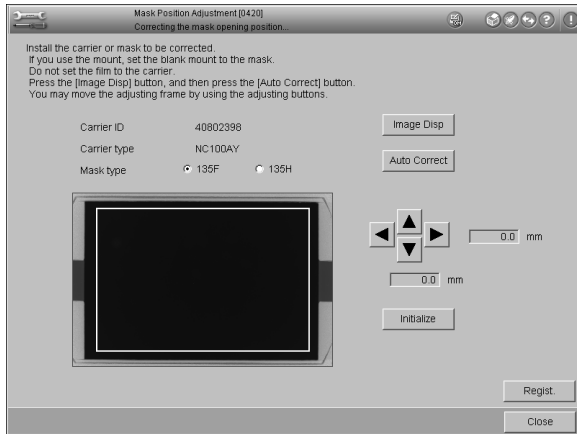 Mask Position Adjustment [0420]
Correcting the mask opening position...
Install the carrier or mask to be corrected.
If you use the mount, set the blank mount to the mask.
Do not set the film to the carrier.
Press the [Image Disp] button, and then press the [Auto Correct] button.
You may move the adjusting frame by using the adjusting buttons.
Carrier ID 40802398
Image Disp
Carrier type NC100AY
Auto Correct
Mask type 135F 135H
0.0 mm
0.0 mm
Initialize
Regist.
Close